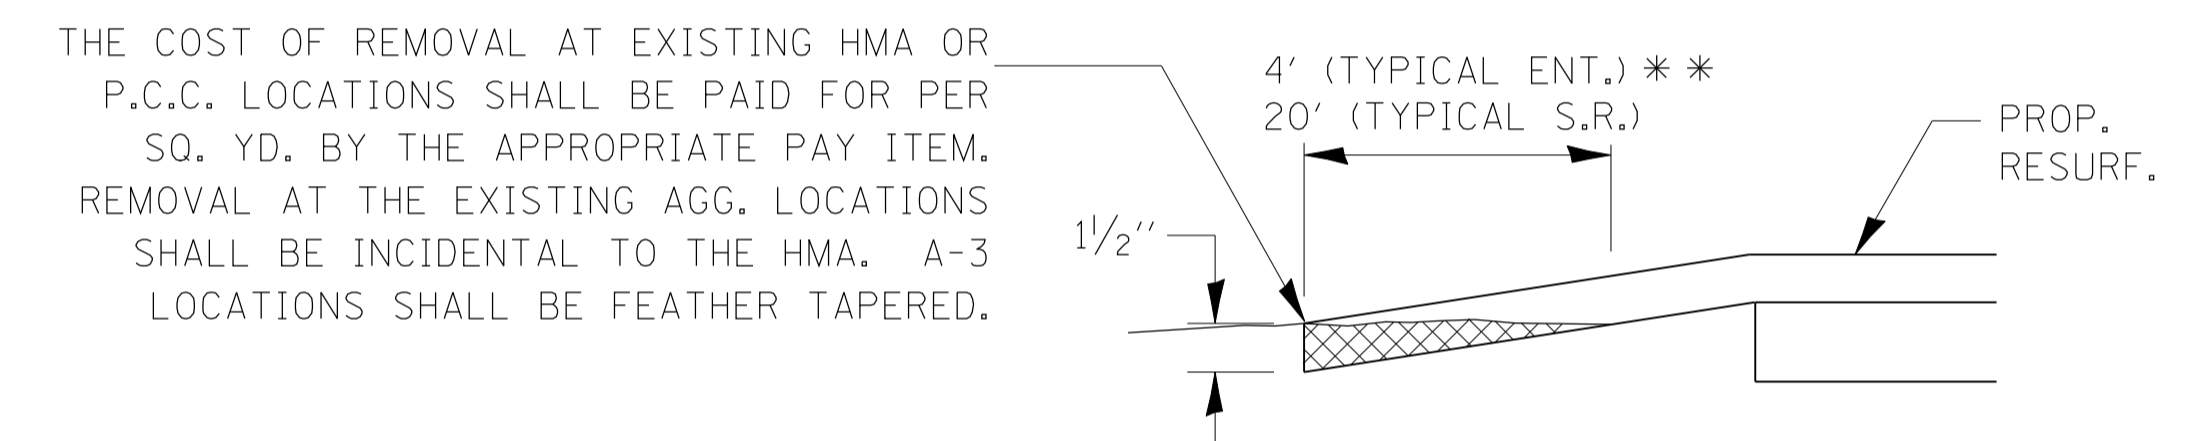 THE COST OF REMOVAL AT EXISTING HMA OR
P.C.C. LOCATIONS SHALL BE PAID FOR PER
SQ. YD. BY THE APPROPRIATE PAY ITEM.
REMOVAL AT THE EXISTING AGG. LOCATIONS
SHALL BE INCIDENTAL TO THE HMA. A-3
LOCATIONS SHALL BE FEATHER TAPERED.
4' (TYPICAL ENT.) * *
20' (TYPICAL S.R.)
PROP.
RESURF.
1 1/2"